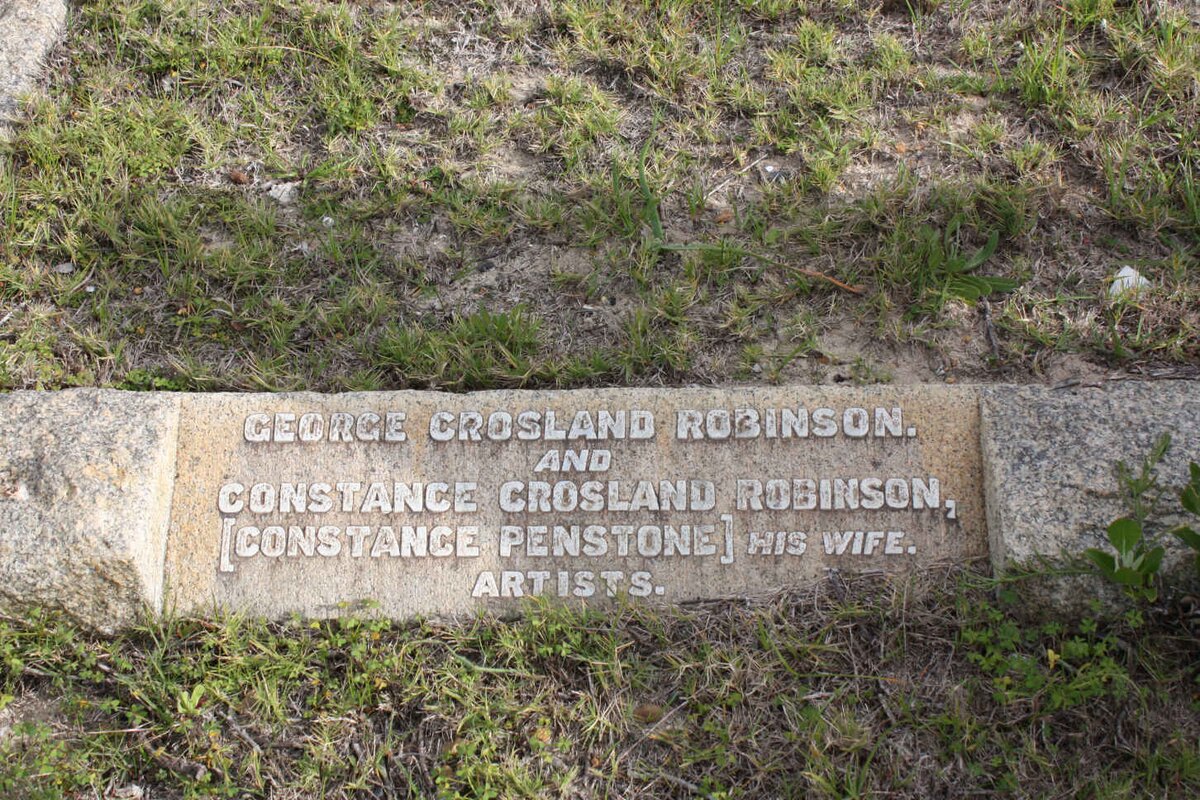 GEORGE CROSLAND ROBINSON.
AND
CONSTANCE CROSLAND ROBINSON,
[CONSTANCE PENSTONE] HIS WIFE.
ARTISTS.